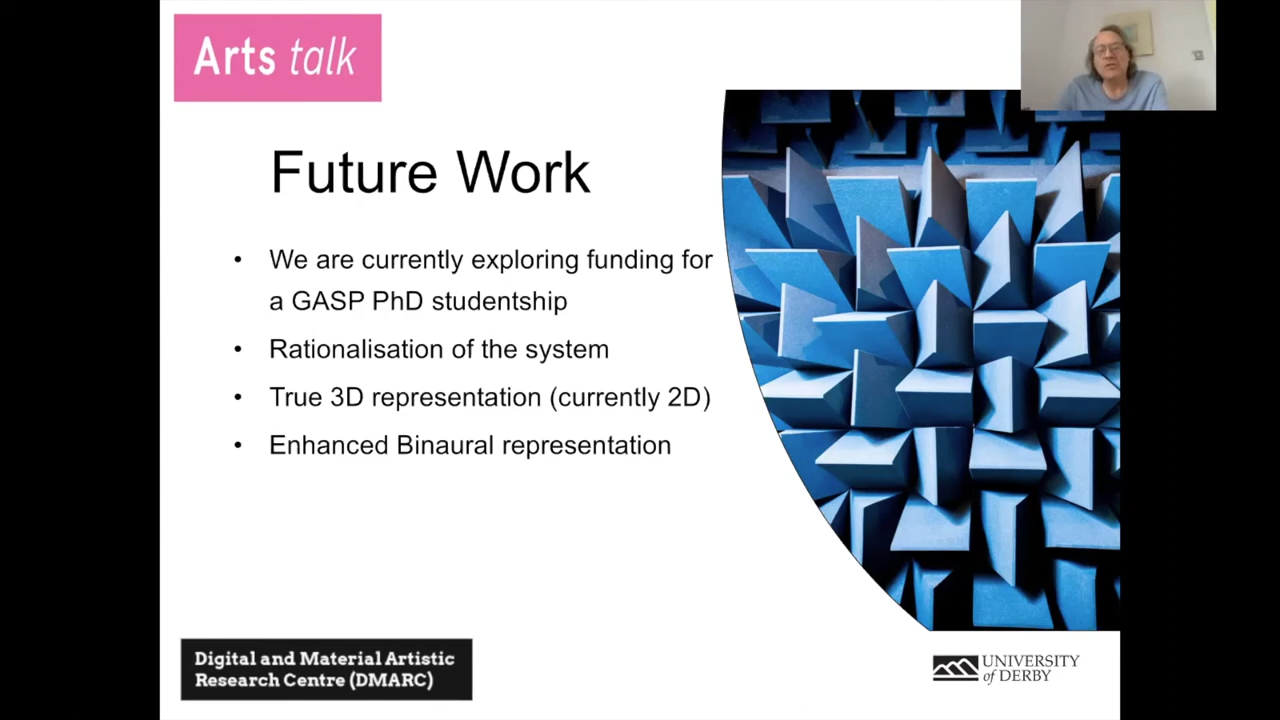 Arts talk
Future Work
• We are currently exploring funding for
a GASP PhD studentship
• Rationalisation of the system
• True 3D representation (currently 2D)
• Enhanced Binaural representation
Digital and Material Artistic
Research Centre (DMARC)
UNIVERSITY
of DERBY